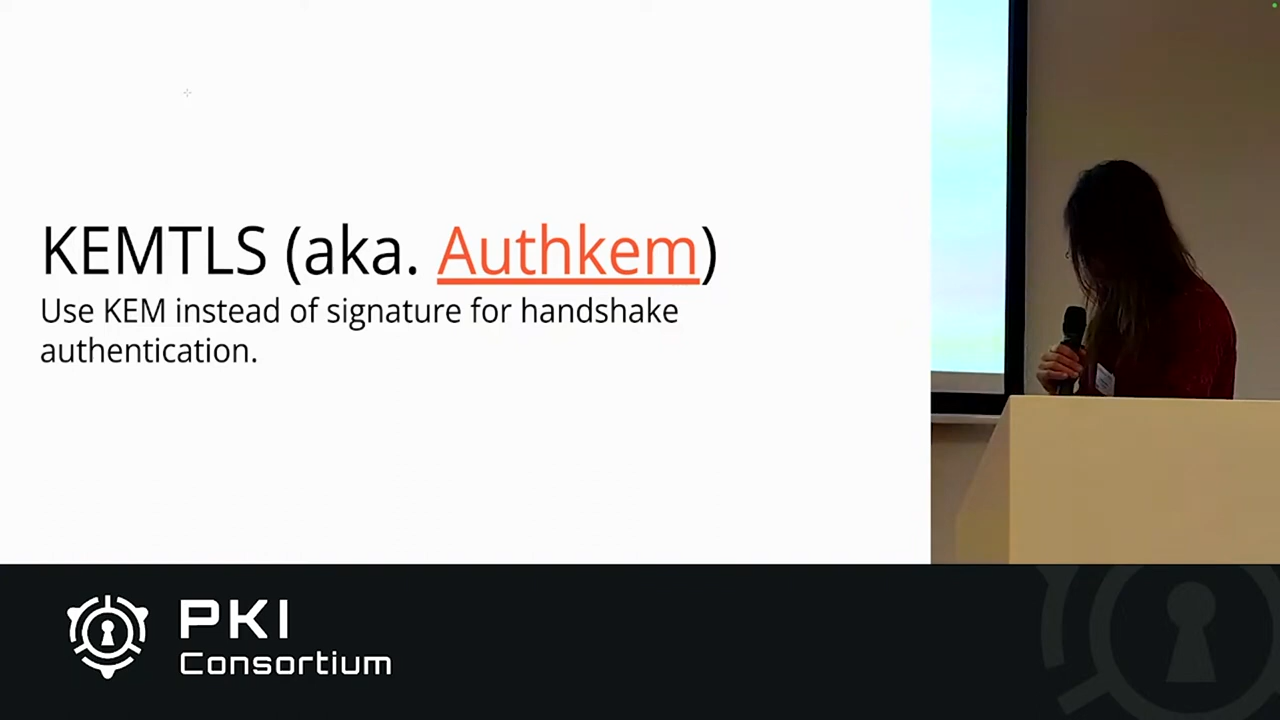 KEMTLS (aka. Authkem)
Use KEM instead of signature for handshake
authentication.
PKI
Consortium